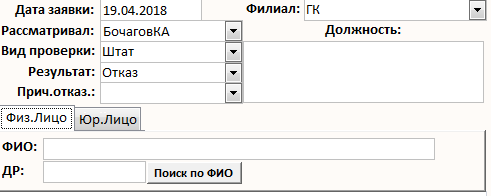 Дата заявки: 19.04.2018 Филиал: ГК
Рассматривал: БочаговКА Должность:
Вид проверки: Штат
Результат: Отказ
Прич.отказ.:
Физ.Лицо Юр.Лицо
ФИО:
ДР: Поиск по ФИО